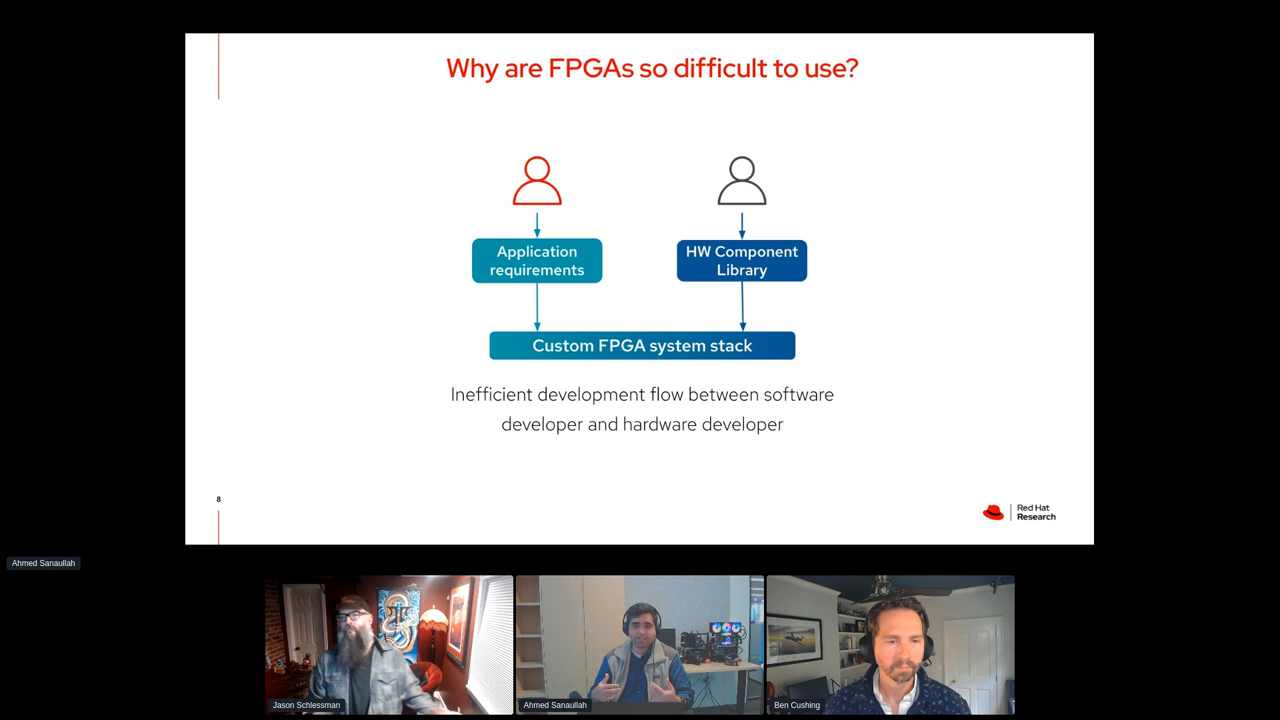 Why are FPGAs so difficult to use?
Application
requirements
HW Component
Library
Custom FPGA system stack
Inefficient development flow between software
developer and hardware developer
8
Red Hat
Research
Ahmed Sanaullah
Jason Schlessman
Ahmed Sanaullah
Ben Cushing